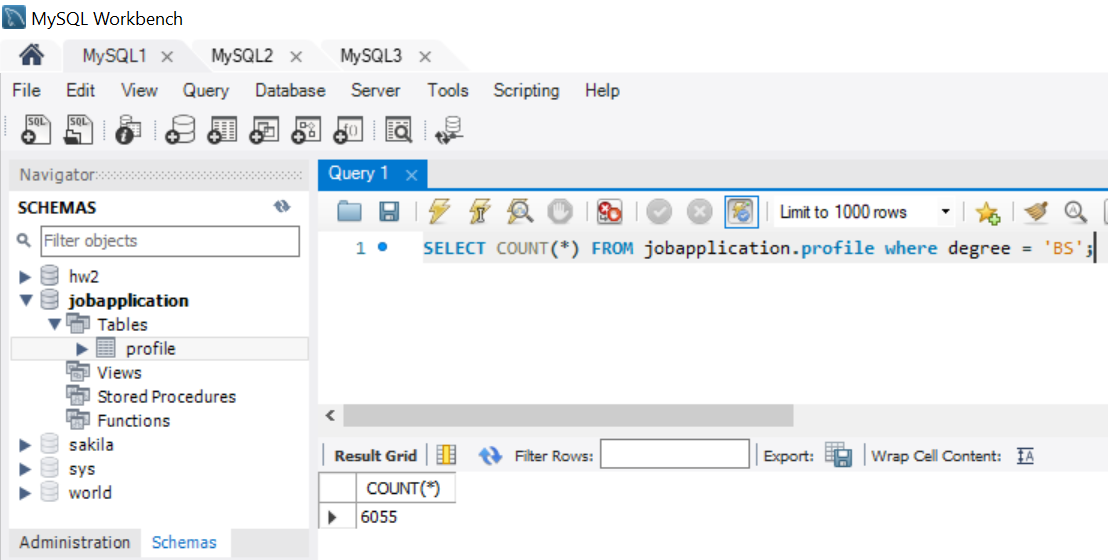 MySQL Workbench
MySQL1 MySQL2 MySQL3
File Edit View Query Database Server Tools Scripting Help
SQL SQL
Navigator
SCHEMAS
Filter objects
hw2
jobapplication
Tables
profile
Views
Stored Procedures
Functions
sakila
sys
world
Administration Schemas
Query 1
Limit to 1000 rows
1 SELECT COUNT(*) FROM jobapplication.profile where degree = 'BS';
Result Grid Filter Rows: Export: Wrap Cell Content:
COUNT(*)
6055